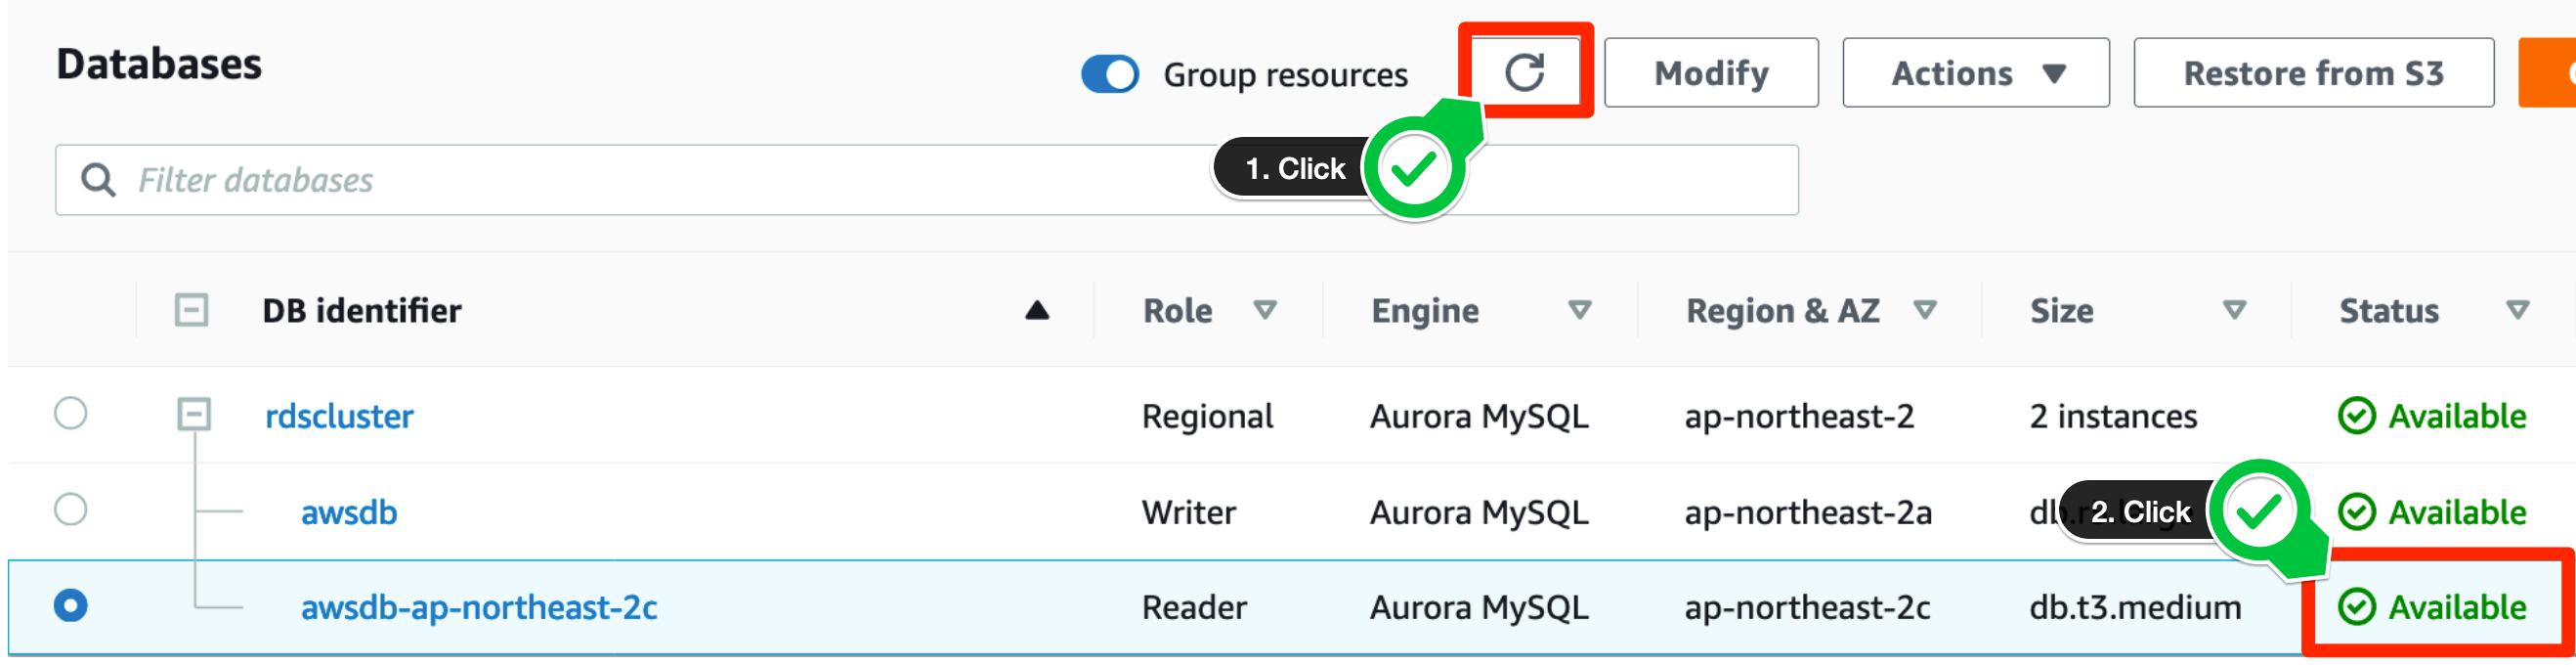 Databases
Group resources
Modify
Actions
Restore from S3
Filter databases
1. Click
DB identifier
Role
Engine
Region & AZ
Size
Status
rdscluster
Regional
Aurora MySQL
ap-northeast-2
2 instances
Available
awsdb
Writer
Aurora MySQL
ap-northeast-2a
2. Click
Available
awsdb-ap-northeast-2c
Reader
Aurora MySQL
ap-northeast-2c
db.t3.medium
Available